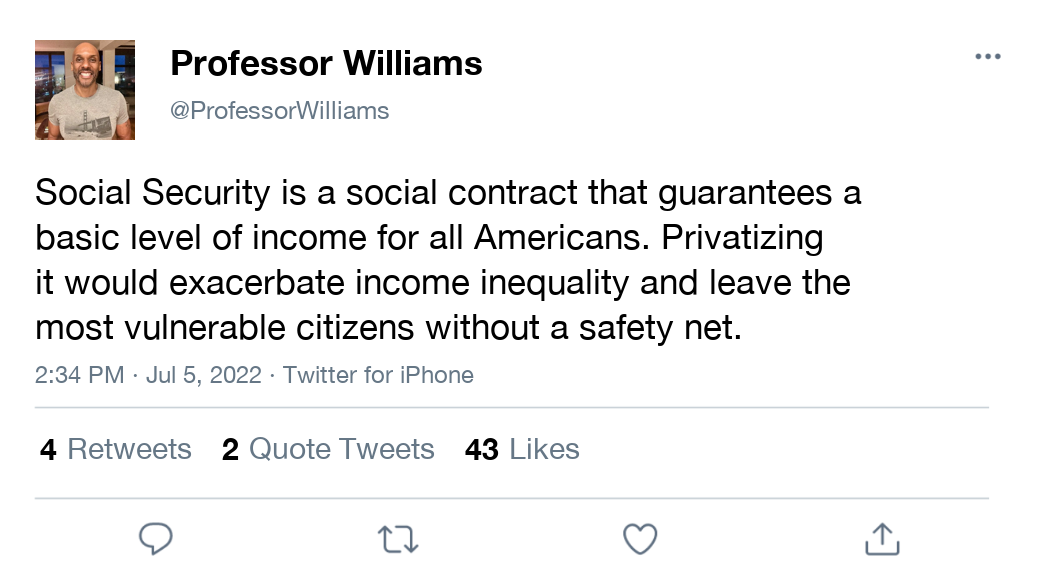 Professor Williams
@ProfessorWilliams
Social Security is a social contract that guarantees a
basic level of income for all Americans. Privatizing
it would exacerbate income inequality and leave the
most vulnerable citizens without a safety net.
2:34 PM · Jul 5, 2022 · Twitter for iPhone
4 Retweets 2 Quote Tweets 43 Likes